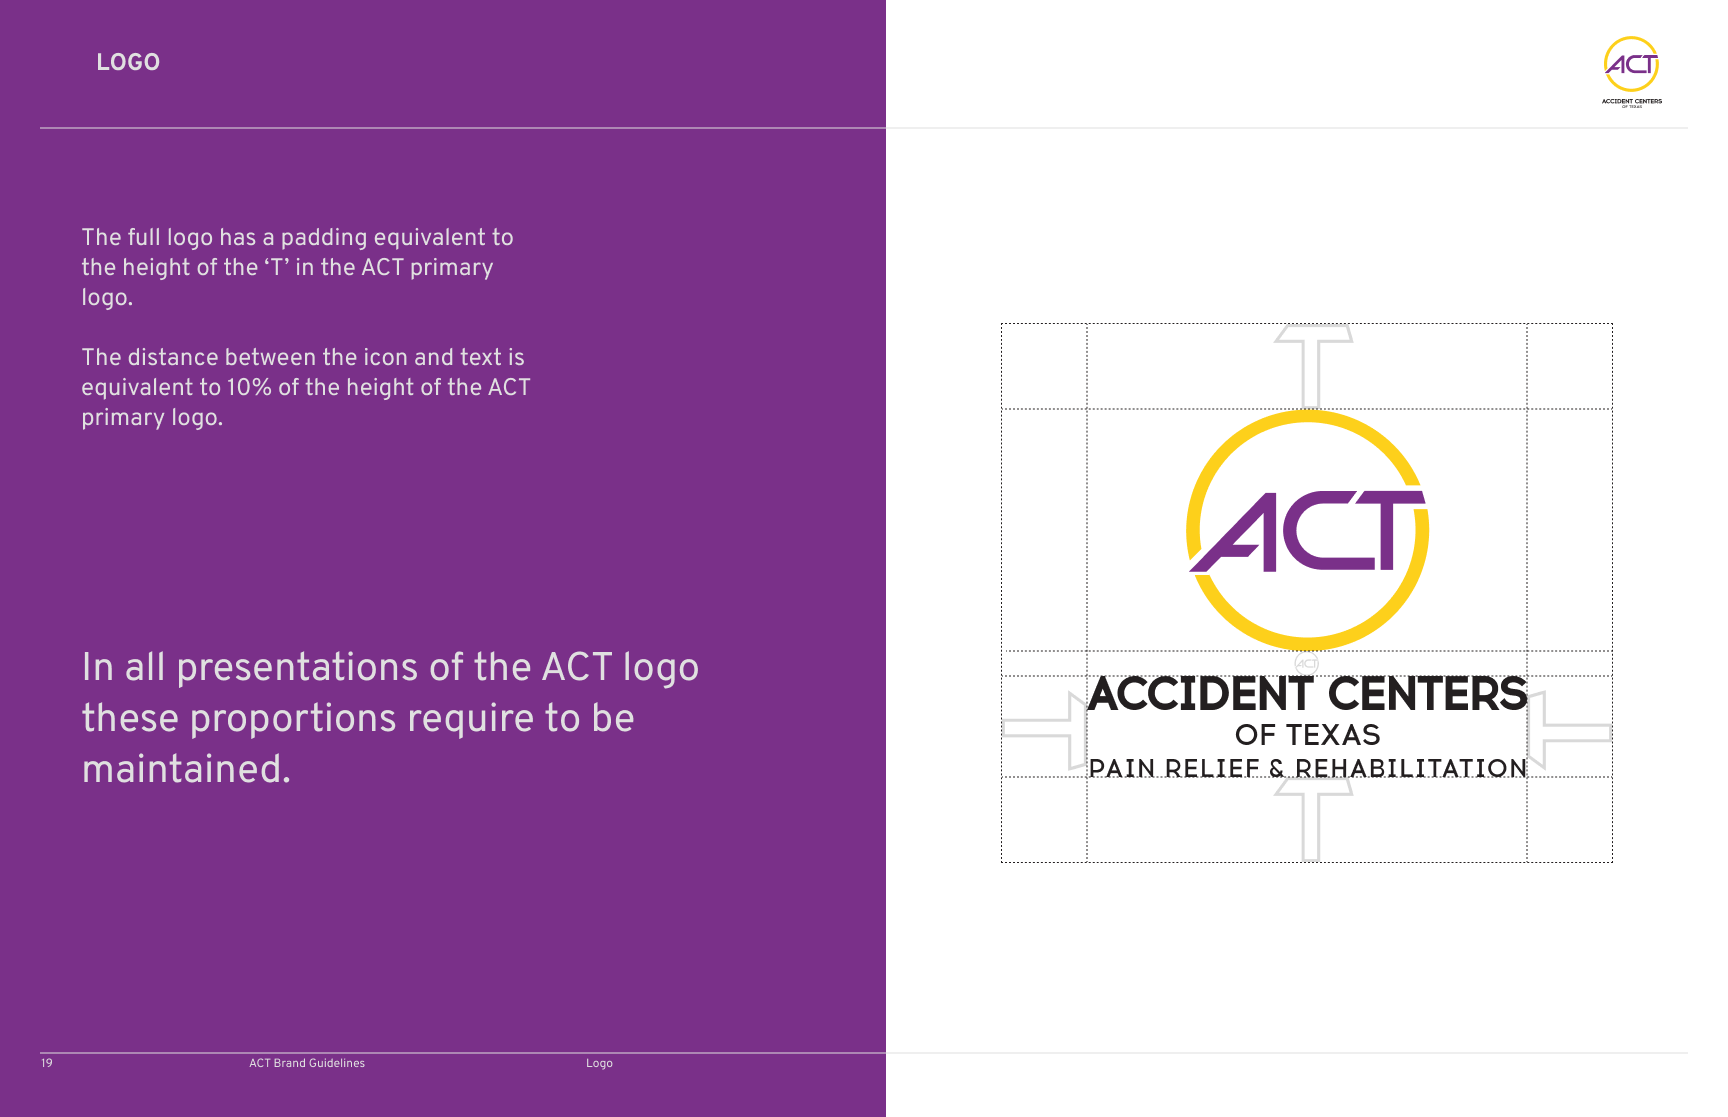 LOGO
ACT
ACCIDENT CENTERS
OF TEXAS
The full logo has a padding equivalent to
the height of the ‘T’ in the ACT primary
logo.
The distance between the icon and text is
equivalent to 10% of the height of the ACT
primary logo.
In all presentations of the ACT logo
these proportions require to be
maintained.
T
ACT
ACT
ACCIDENT CENTERS
OF TEXAS
PAIN RELIEF & REHABILITATION
T
T
T
19
ACT Brand Guidelines
Logo